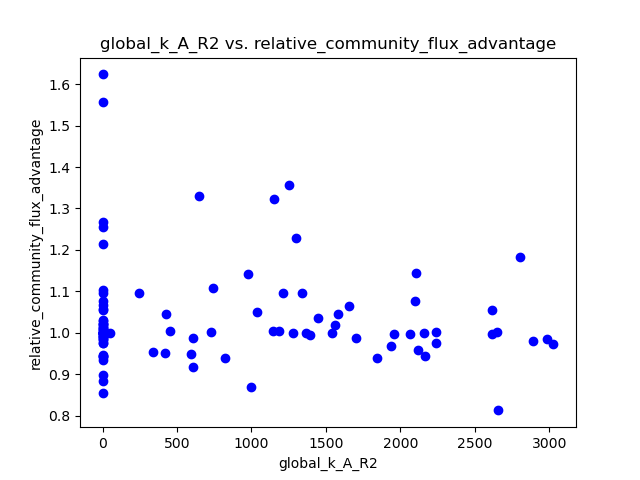 global_k_A_R2 vs. relative_community_flux_advantage
relative_community_flux_advantage
1.6
1.5
1.4
1.3
1.2
1.1
1.0
0.9
0.8
0 500 1000 1500 2000 2500 3000
global_k_A_R2